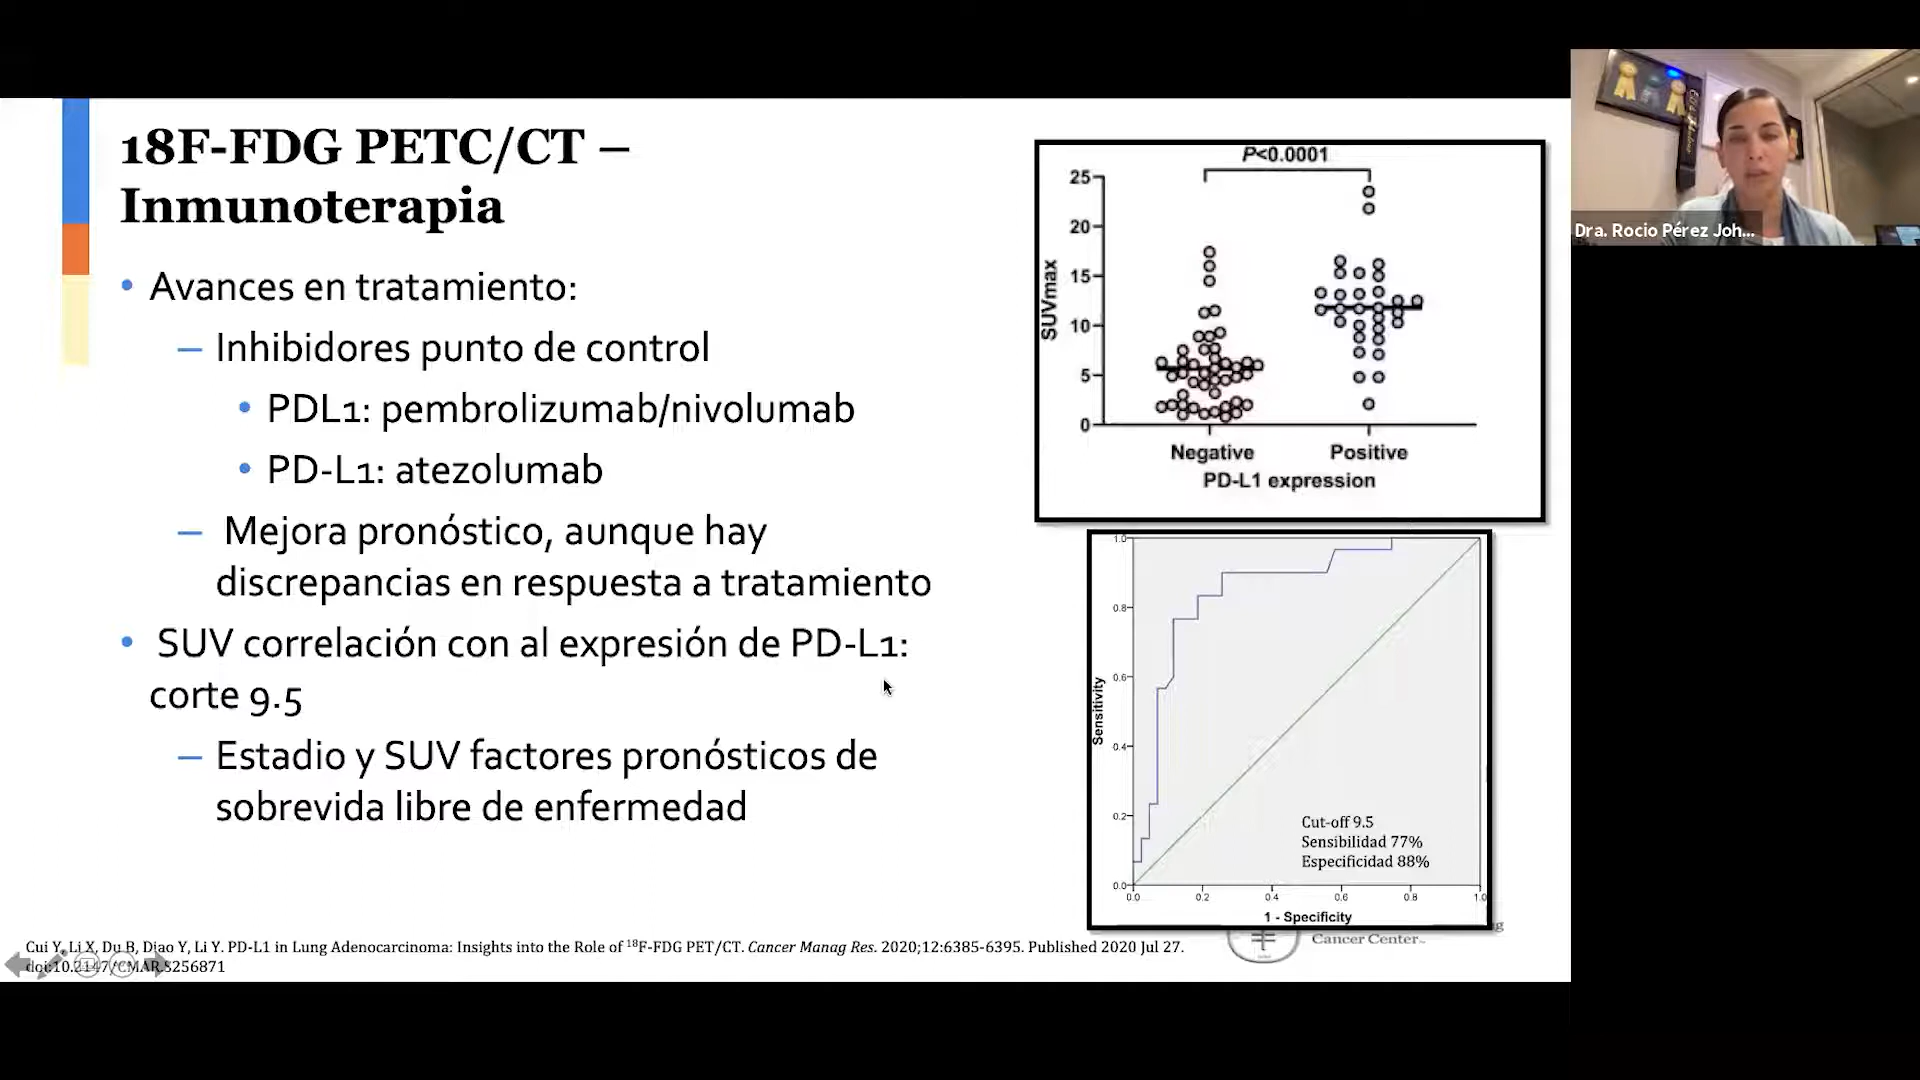 18F-FDG PETC/CT –
Inmunoterapia
• Avances en tratamiento:
– Inhibidores punto de control
• PDL1: pembrolizumab/nivolumab
• PD-L1: atezolumab
– Mejora pronóstico, aunque hay
discrepancias en respuesta a tratamiento
• SUV correlación con al expresión de PD-L1:
corte 9.5
– Estadio y SUV factores pronósticos de
sobrevida libre de enfermedad
P<0.0001
SUVmax
25
20
15
10
5
0
Negative Positive
PD-L1 expression
Sensitivity
1.0
0.8
0.6
0.4
0.2
0.0
Cut-off 9.5
Sensibilidad 77%
Especificidad 88%
0.0 0.2 0.4 0.6 0.8 1.0
1 - Specificity
Cancer Center
Cui Y, Li X, Du B, Diao Y, Li Y. PD-L1 in Lung Adenocarcinoma: Insights into the Role of 18F-FDG PET/CT. Cancer Manag Res. 2020;12:6385-6395. Published 2020 Jul 27.
doi:10.2147/CMAR.S256871
Dra. Rocio Pérez Joh...